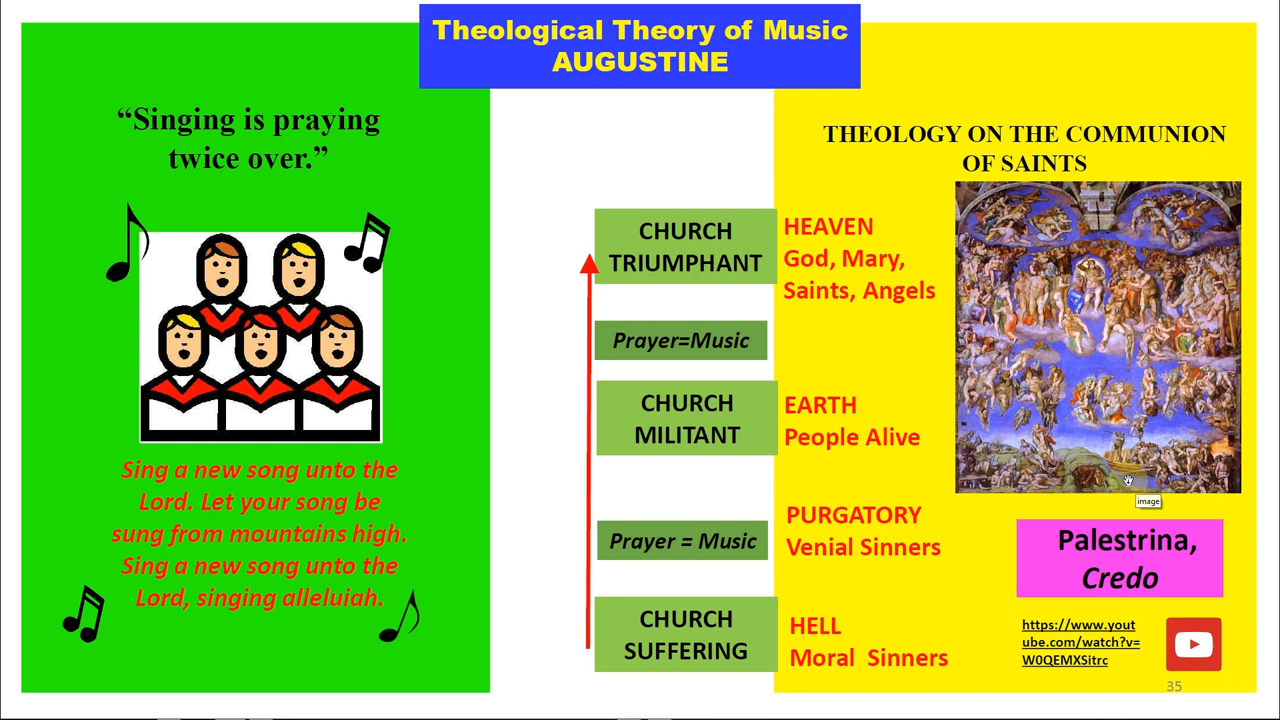 Theological Theory of Music
AUGUSTINE
“Singing is praying
twice over.”
Sing a new song unto the
Lord. Let your song be
sung from mountains high.
Sing a new song unto the
Lord, singing alleluiah.
CHURCH
TRIUMPHANT
Prayer=Music
CHURCH
MILITANT
Prayer = Music
CHURCH
SUFFERING
THEOLOGY ON THE COMMUNION
OF SAINTS
HEAVEN
God, Mary,
Saints, Angels
EARTH
People Alive
PURGATORY
Venial Sinners
HELL
Moral Sinners
image
Palestrina,
Credo
https://www.yout
ube.com/watch?v=
W0QEMXSitrc
35